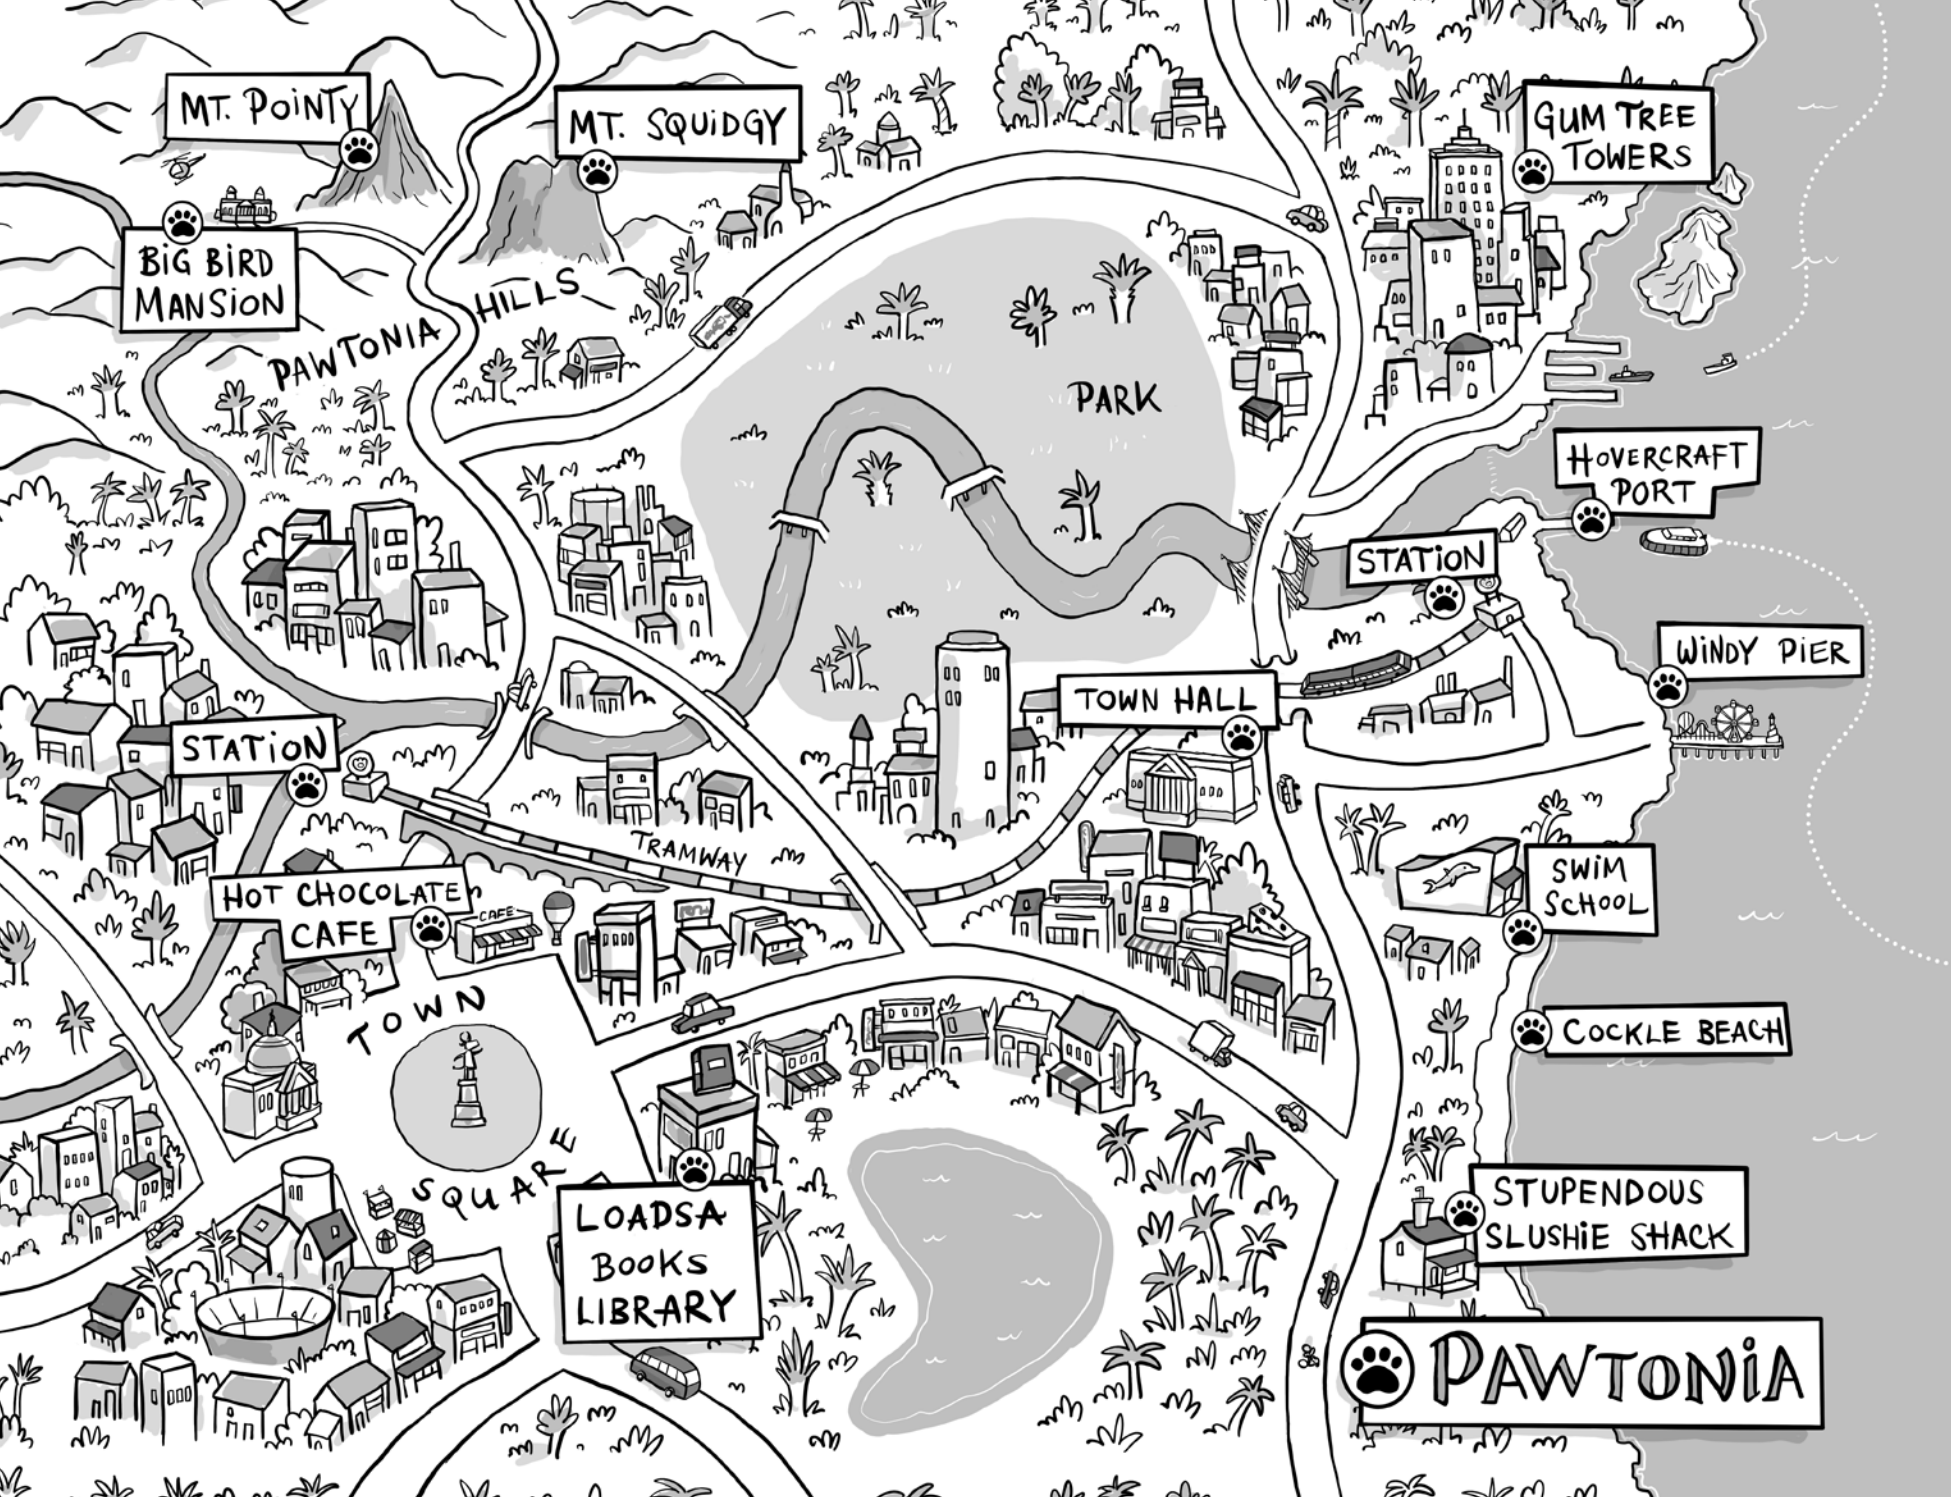 MT. POINTY
MT. SQUIDGY
GUM TREE
TOWERS
BIG BIRD
MANSION
PAWTONIA HILLS
PARK
HOVERCRAFT
PORT
STATION
WINDY PIER
TOWN HALL
STATION
TRAMWAY
HOT CHOCOLATE
CAFE
CAFE
SWIM
SCHOOL
TOWN
SQUARE
COCKLE BEACH
LOADSA
BOOKS
LIBRARY
STUPENDOUS
SLUSHIE SHACK
PAWTONIA